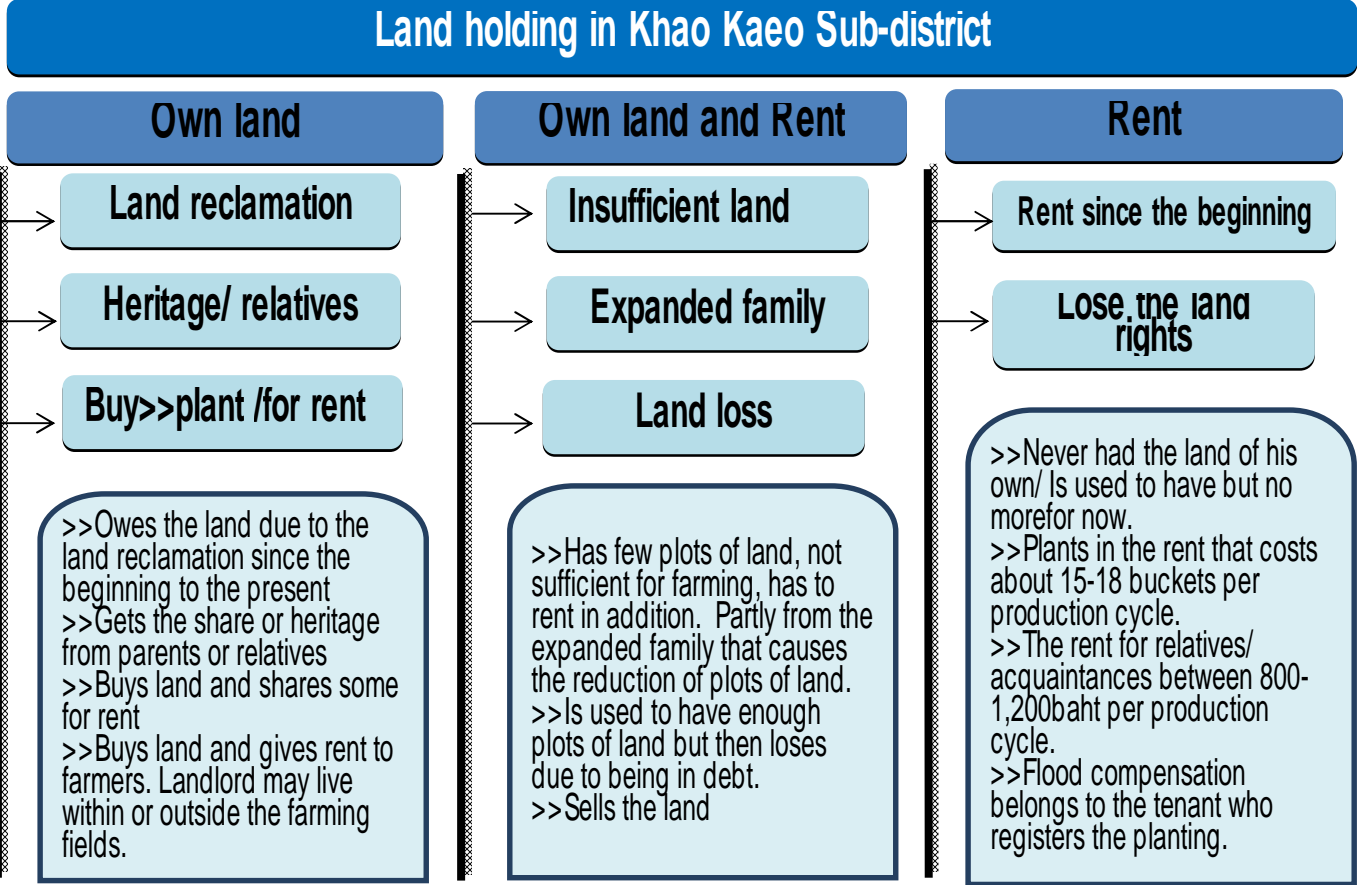 Land holding in Khao Kaeo Sub-district
Own land
Land reclamation
Heritage/ relatives
Buy>>plant /for rent
>>Owes the land due to the
land reclamation since the
beginning to the present
>>Gets the share or heritage
from parents or relatives
>>Buys land and shares some
for rent
>>Buys land and gives rent to
farmers. Landlord may live
within or outside the farming
fields.
Own land and Rent
Insufficient land
Expanded family
Land loss
>>Has few plots of land, not
sufficient for farming, has to
rent in addition. Partly from the
expanded family that causes
the reduction of plots of land.
>>Is used to have enough
plots of land but then loses
due to being in debt.
>>Sells the land
Rent
Rent since the beginning
Lose the land
rights
>>Never had the land of his
own/ Is used to have but no
morefor now.
>>Plants in the rent that costs
about 15-18 buckets per
production cycle.
>>The rent for relatives/
acquaintances between 800-
1,200baht per production
cycle.
>>Flood compensation
belongs to the tenant who
registers the planting.